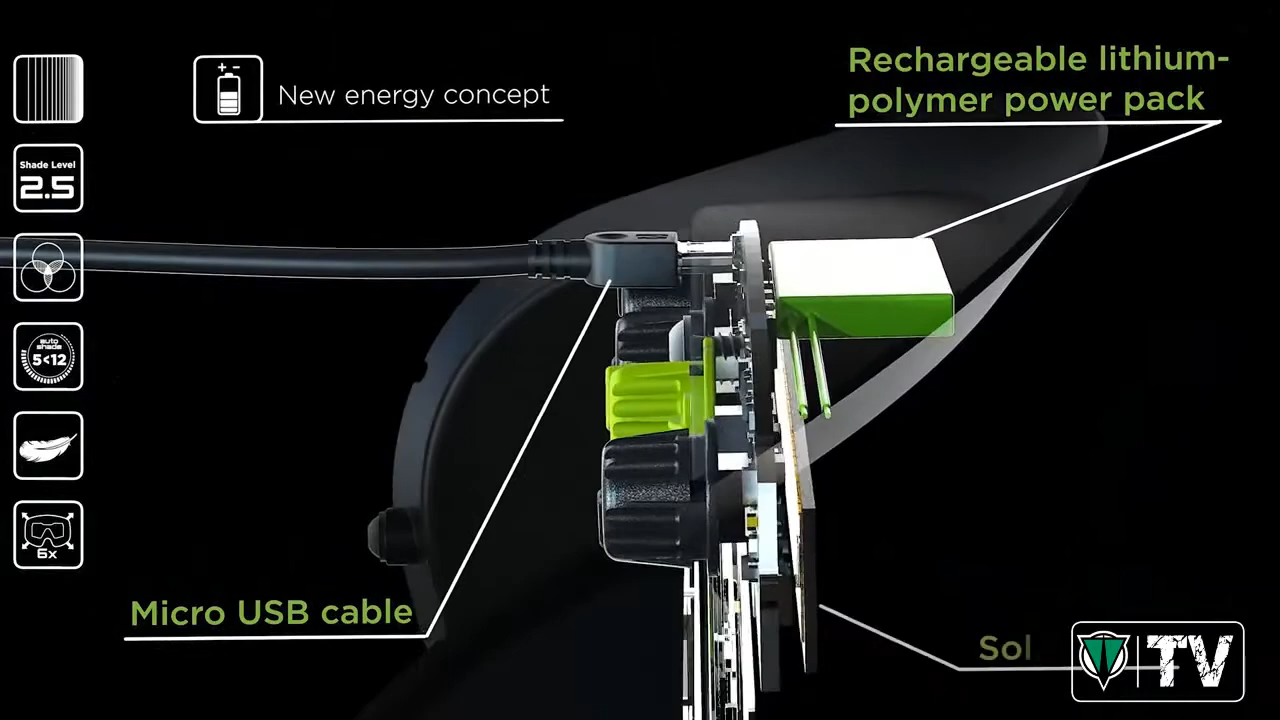 Rechargeable lithium-
polymer power pack
+ -
New energy concept
Shade Level
2.5
auto
shade
5<12
6x
Micro USB cable
Sol
TV